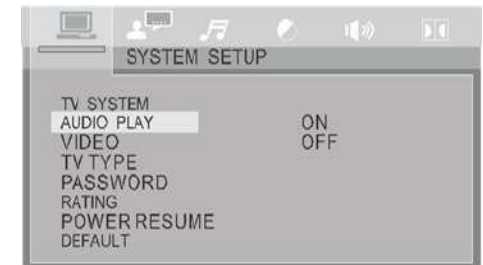 SYSTEM SETUP
TV SYSTEM
AUDIO PLAY ON
VIDEO OFF
TV TYPE
PASSWORD
RATING
POWER RESUME
DEFAULT